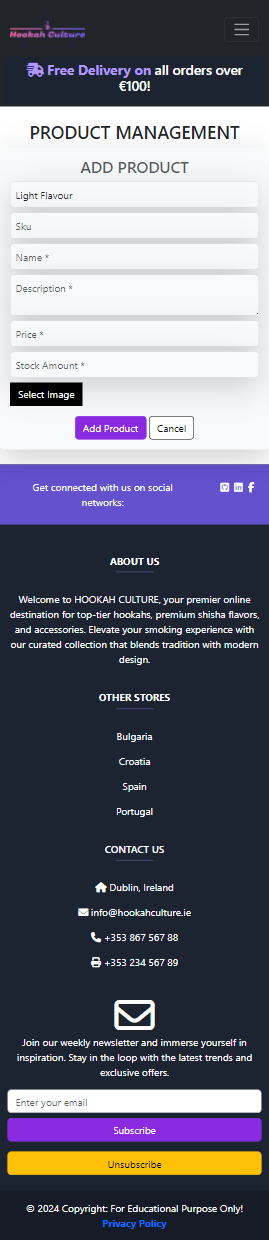 Hookah Culture
Free Delivery on all orders over
€100!
PRODUCT MANAGEMENT
ADD PRODUCT
Light Flavour
Sku
Name *
Description *
Price *
Stock Amount *
Select Image
Add Product Cancel
Get connected with us on social
networks:
ABOUT US
Welcome to HOOKAH CULTURE, your premier online
destination for top-tier hookahs, premium shisha flavors,
and accessories. Elevate your smoking experience with
our curated collection that blends tradition with modern
design.
OTHER STORES
Bulgaria
Croatia
Spain
Portugal
CONTACT US
Dublin, Ireland
info@hookahculture.ie
+353 867 567 88
+353 234 567 89
Join our weekly newsletter and immerse yourself in
inspiration. Stay in the loop with the latest trends and
exclusive offers.
Enter your email
Subscribe
Unsubscribe
© 2024 Copyright: For Educational Purpose Only!
Privacy Policy